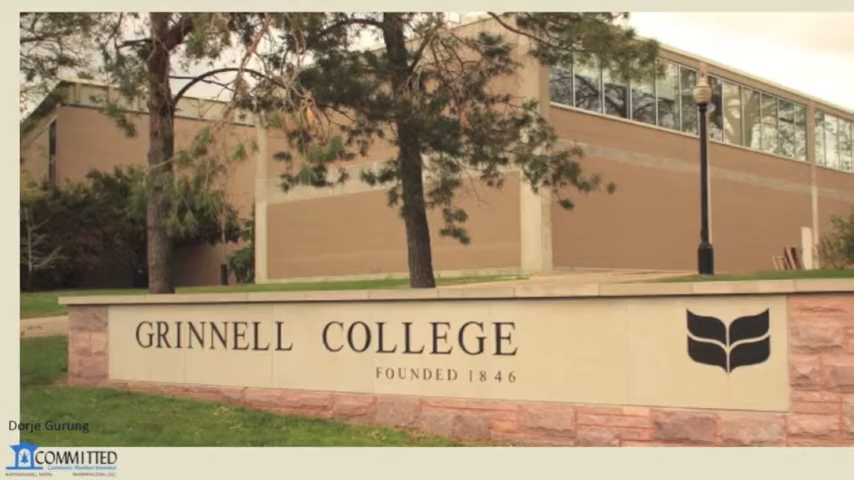 GRINNELL COLLEGE
FOUNDED 1846
Dorje Gurung
COMMITTED